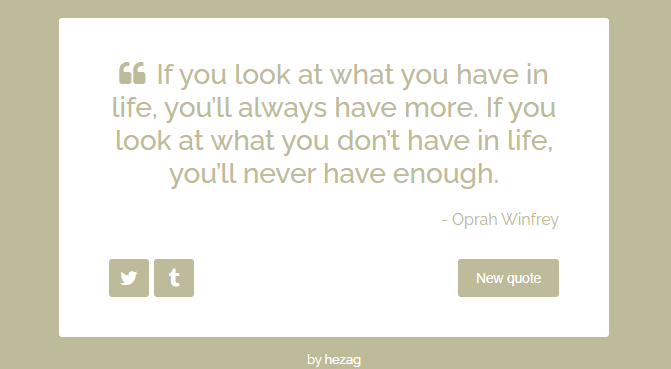 ❝ If you look at what you have in
life, you’ll always have more. If you
look at what you don’t have in life,
you’ll never have enough.
- Oprah Winfrey
New quote
by hezag